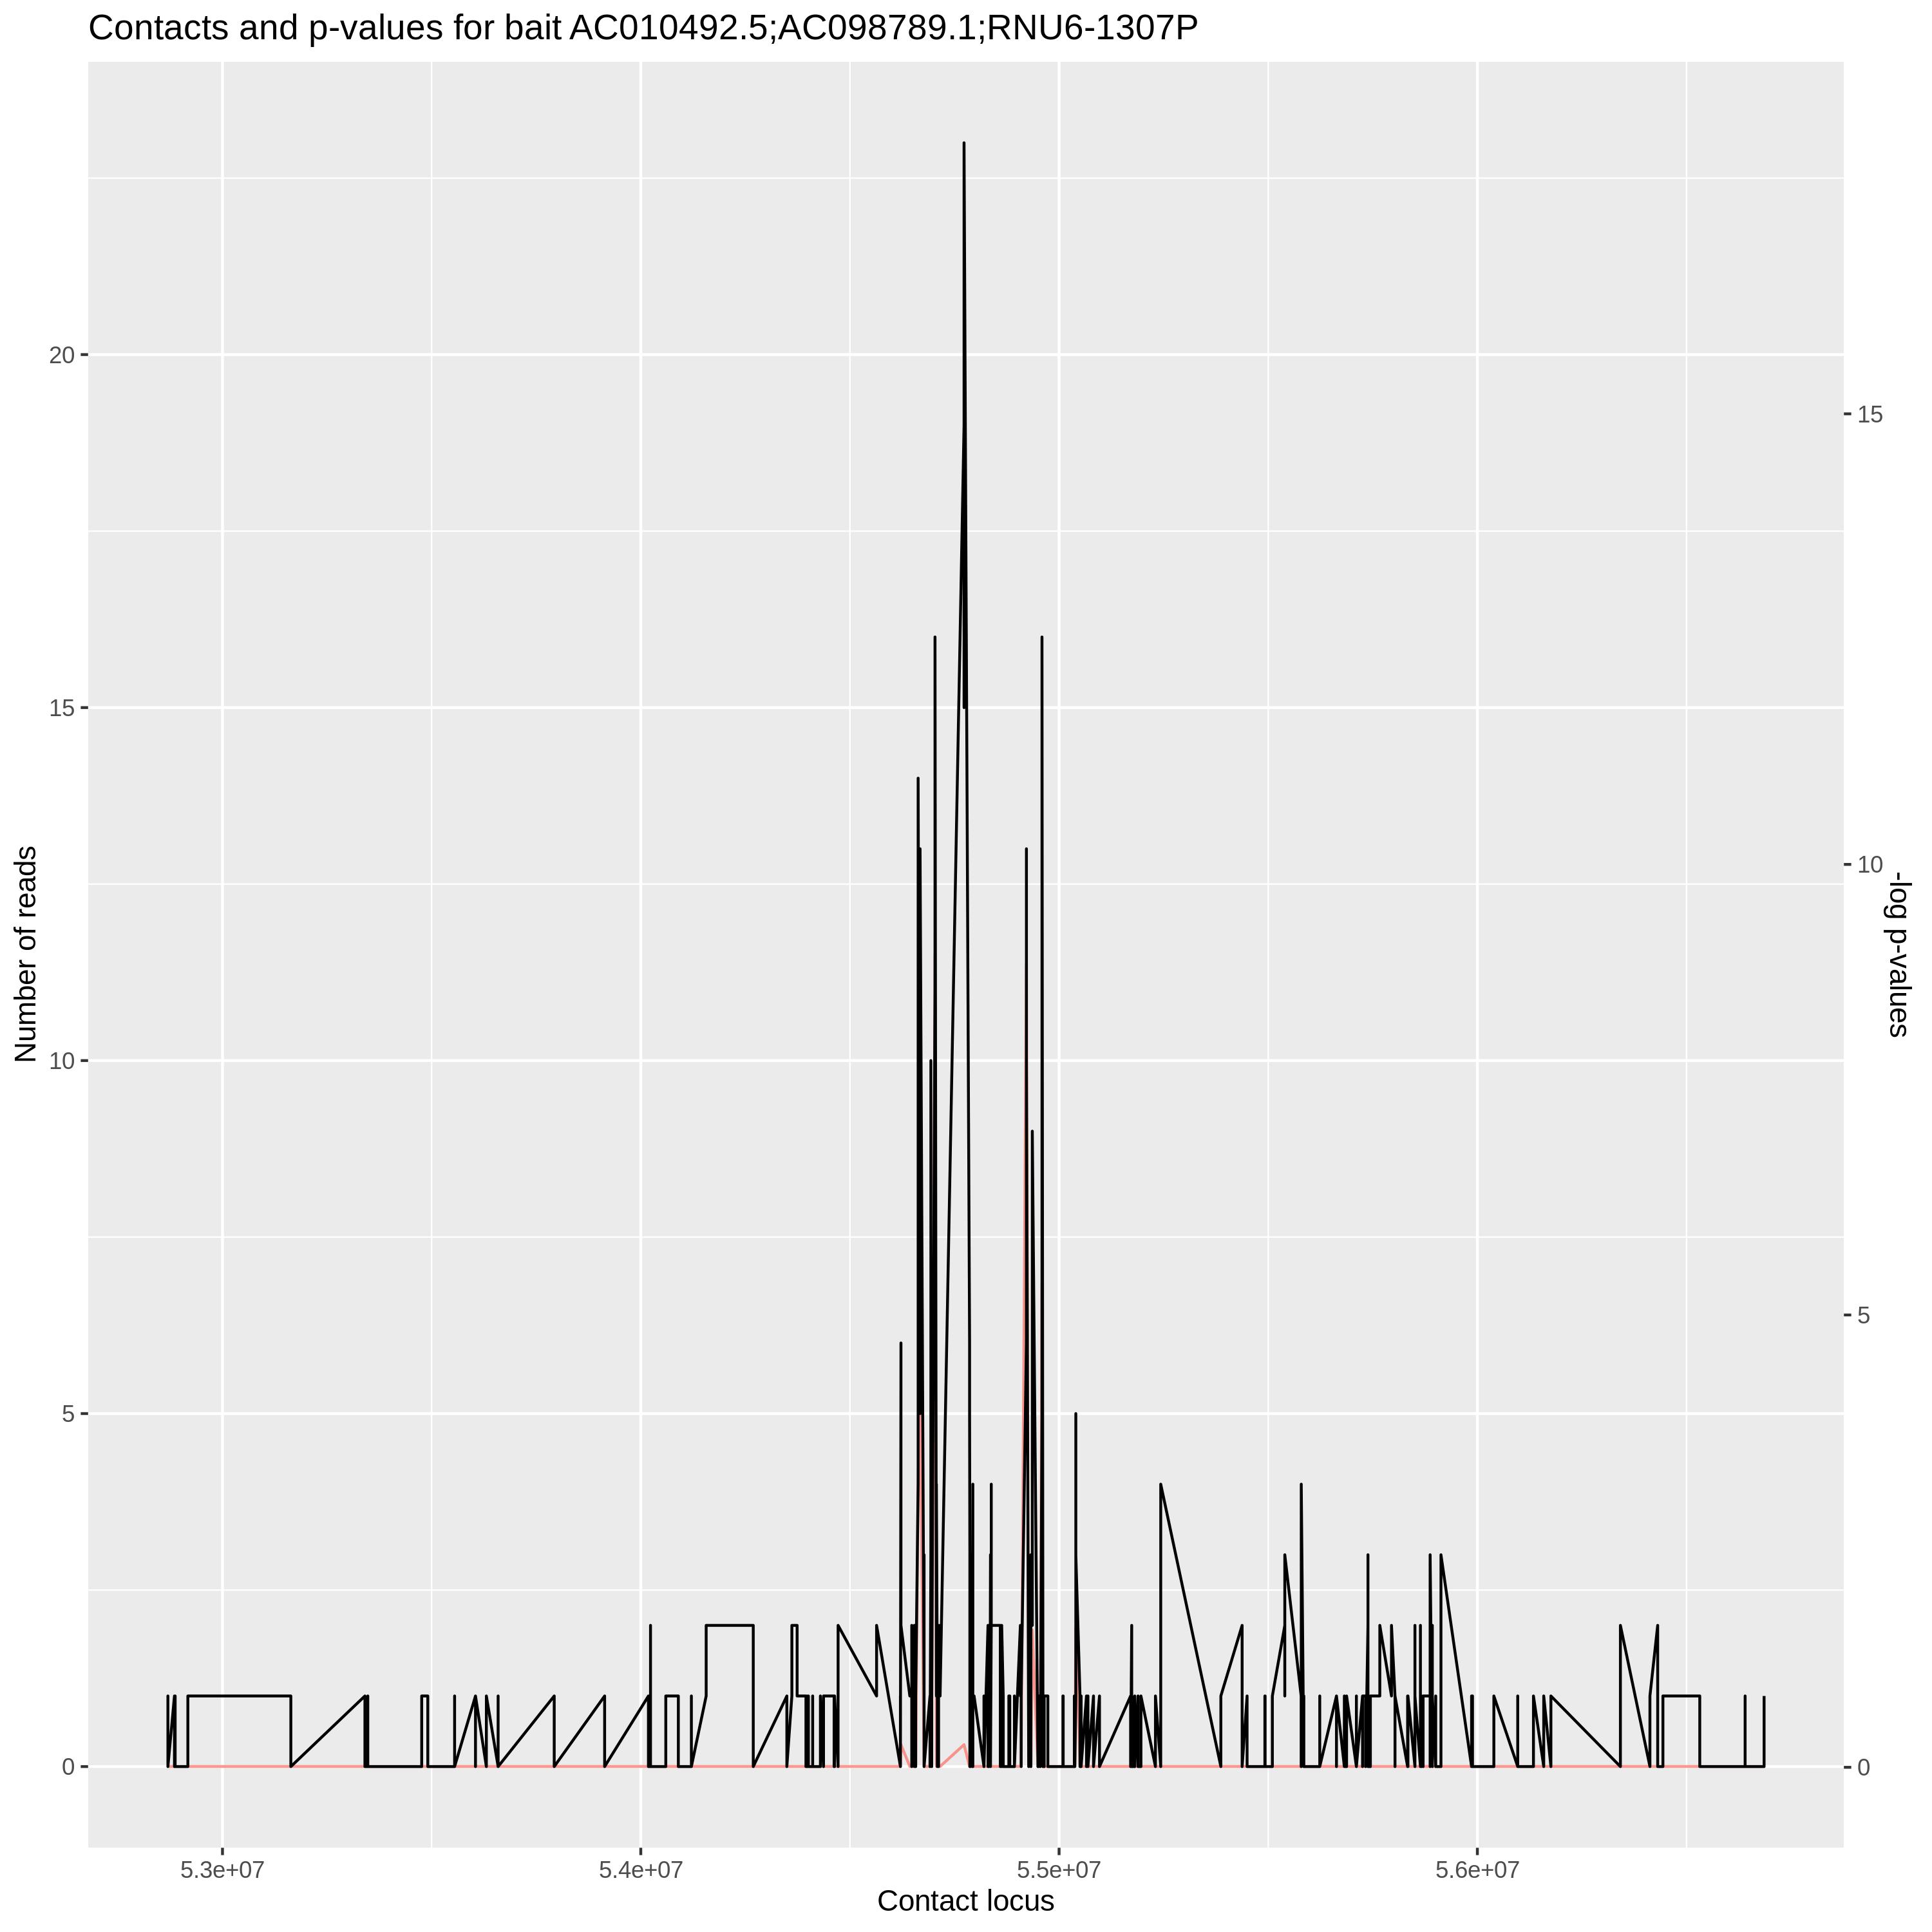 Contacts and p-values for bait AC010492.5;AC098789.1;RNU6-1307P
20
15
10
5
0
Number of reads
15
10
5
0
-log p-values
5.3e+07
5.4e+07
5.5e+07
5.6e+07
Contact locus